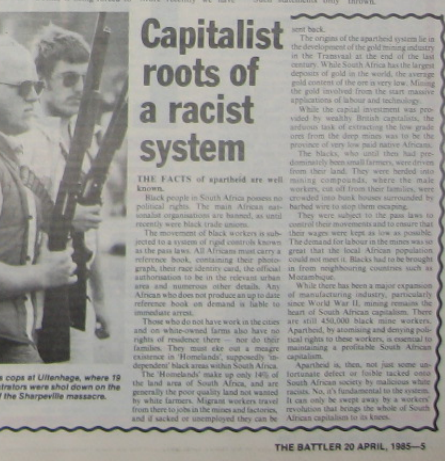 Capitalist
roots of
a racist
system
THE FACTS of apartheid are well
known.
Black people in South Africa possess no
political rights. The main African nat-
ionalist organisations are banned, as until
recently were black trade unions.
The movement of black workers is sub-
jected to a system of rigid controls known
as the pass laws. All Africans must carry a
reference book, containing their photo-
graph, their race identity card, the official
authorisation to be in the relevant urban
area and numerous other details. Any
African who does not produce an up to date
reference book on demand is liable to
immediate arrest.
Those who do not have work in the cities
and on white-owned farms also have no
rights of residence there — nor do their
families. They must eke out a meagre
existence in 'Homelands', supposedly 'in-
dependent' black areas within South Africa.
The 'Homelands' make up only 14% of
the land area of South Africa, and are
generally the poor quality land not wanted
by white farmers. Migrant workers travel
from there to jobs in the mines and factories,
and if sacked or unemployed they can be
sent back.
The origins of the apartheid system lie in
the development of the gold mining industry
in the Transvaal at the end of the last
century. While South Africa has the largest
deposits of gold in the world, the average
gold content of the ore is very low. Mining
the gold involved from the start massive
applications of labour and technology.
While the capital investment was pro-
vided by wealthy British capitalists, the
arduous task of extracting the low grade
ore from the deep mines was to be the
province of very low paid native Africans.
The blacks, who until then had pre-
dominately been small farmers, were driven
from their land. They were herded into
mining compounds, where the male
workers, cut off from their families, were
crowded into bunk houses surrounded by
barbed wire to stop them escaping.
They were subject to the pass laws to
control their movements and to ensure that
their wages were kept as low as possible.
The demand for labour in the mines was so
great that the local African population
could not meet it. Blacks had to be brought
in from neighbouring countries such as
Mozambique.
While there has been a major expansion
of manufacturing industry, particularly
since World War II, mining remains the
heart of South African capitalism. There
are still 450,000 black mine workers.
Apartheid, by atomising and denying polit-
ical rights to these workers, is essential to
maintaining a profitable South African
capitalism.
Apartheid is, then, not just some un-
fortunate defect or foible tacked onto
South African society by malicious white
racists. No, it's fundamental to the system.
It can only be swept away by a workers'
revolution that brings the whole of South
African capitalism to its knees.
cops at Uitenhage, where 19
strators were shot down on the
the Sharpeville massacre.
THE BATTLER 20 APRIL, 1985—5